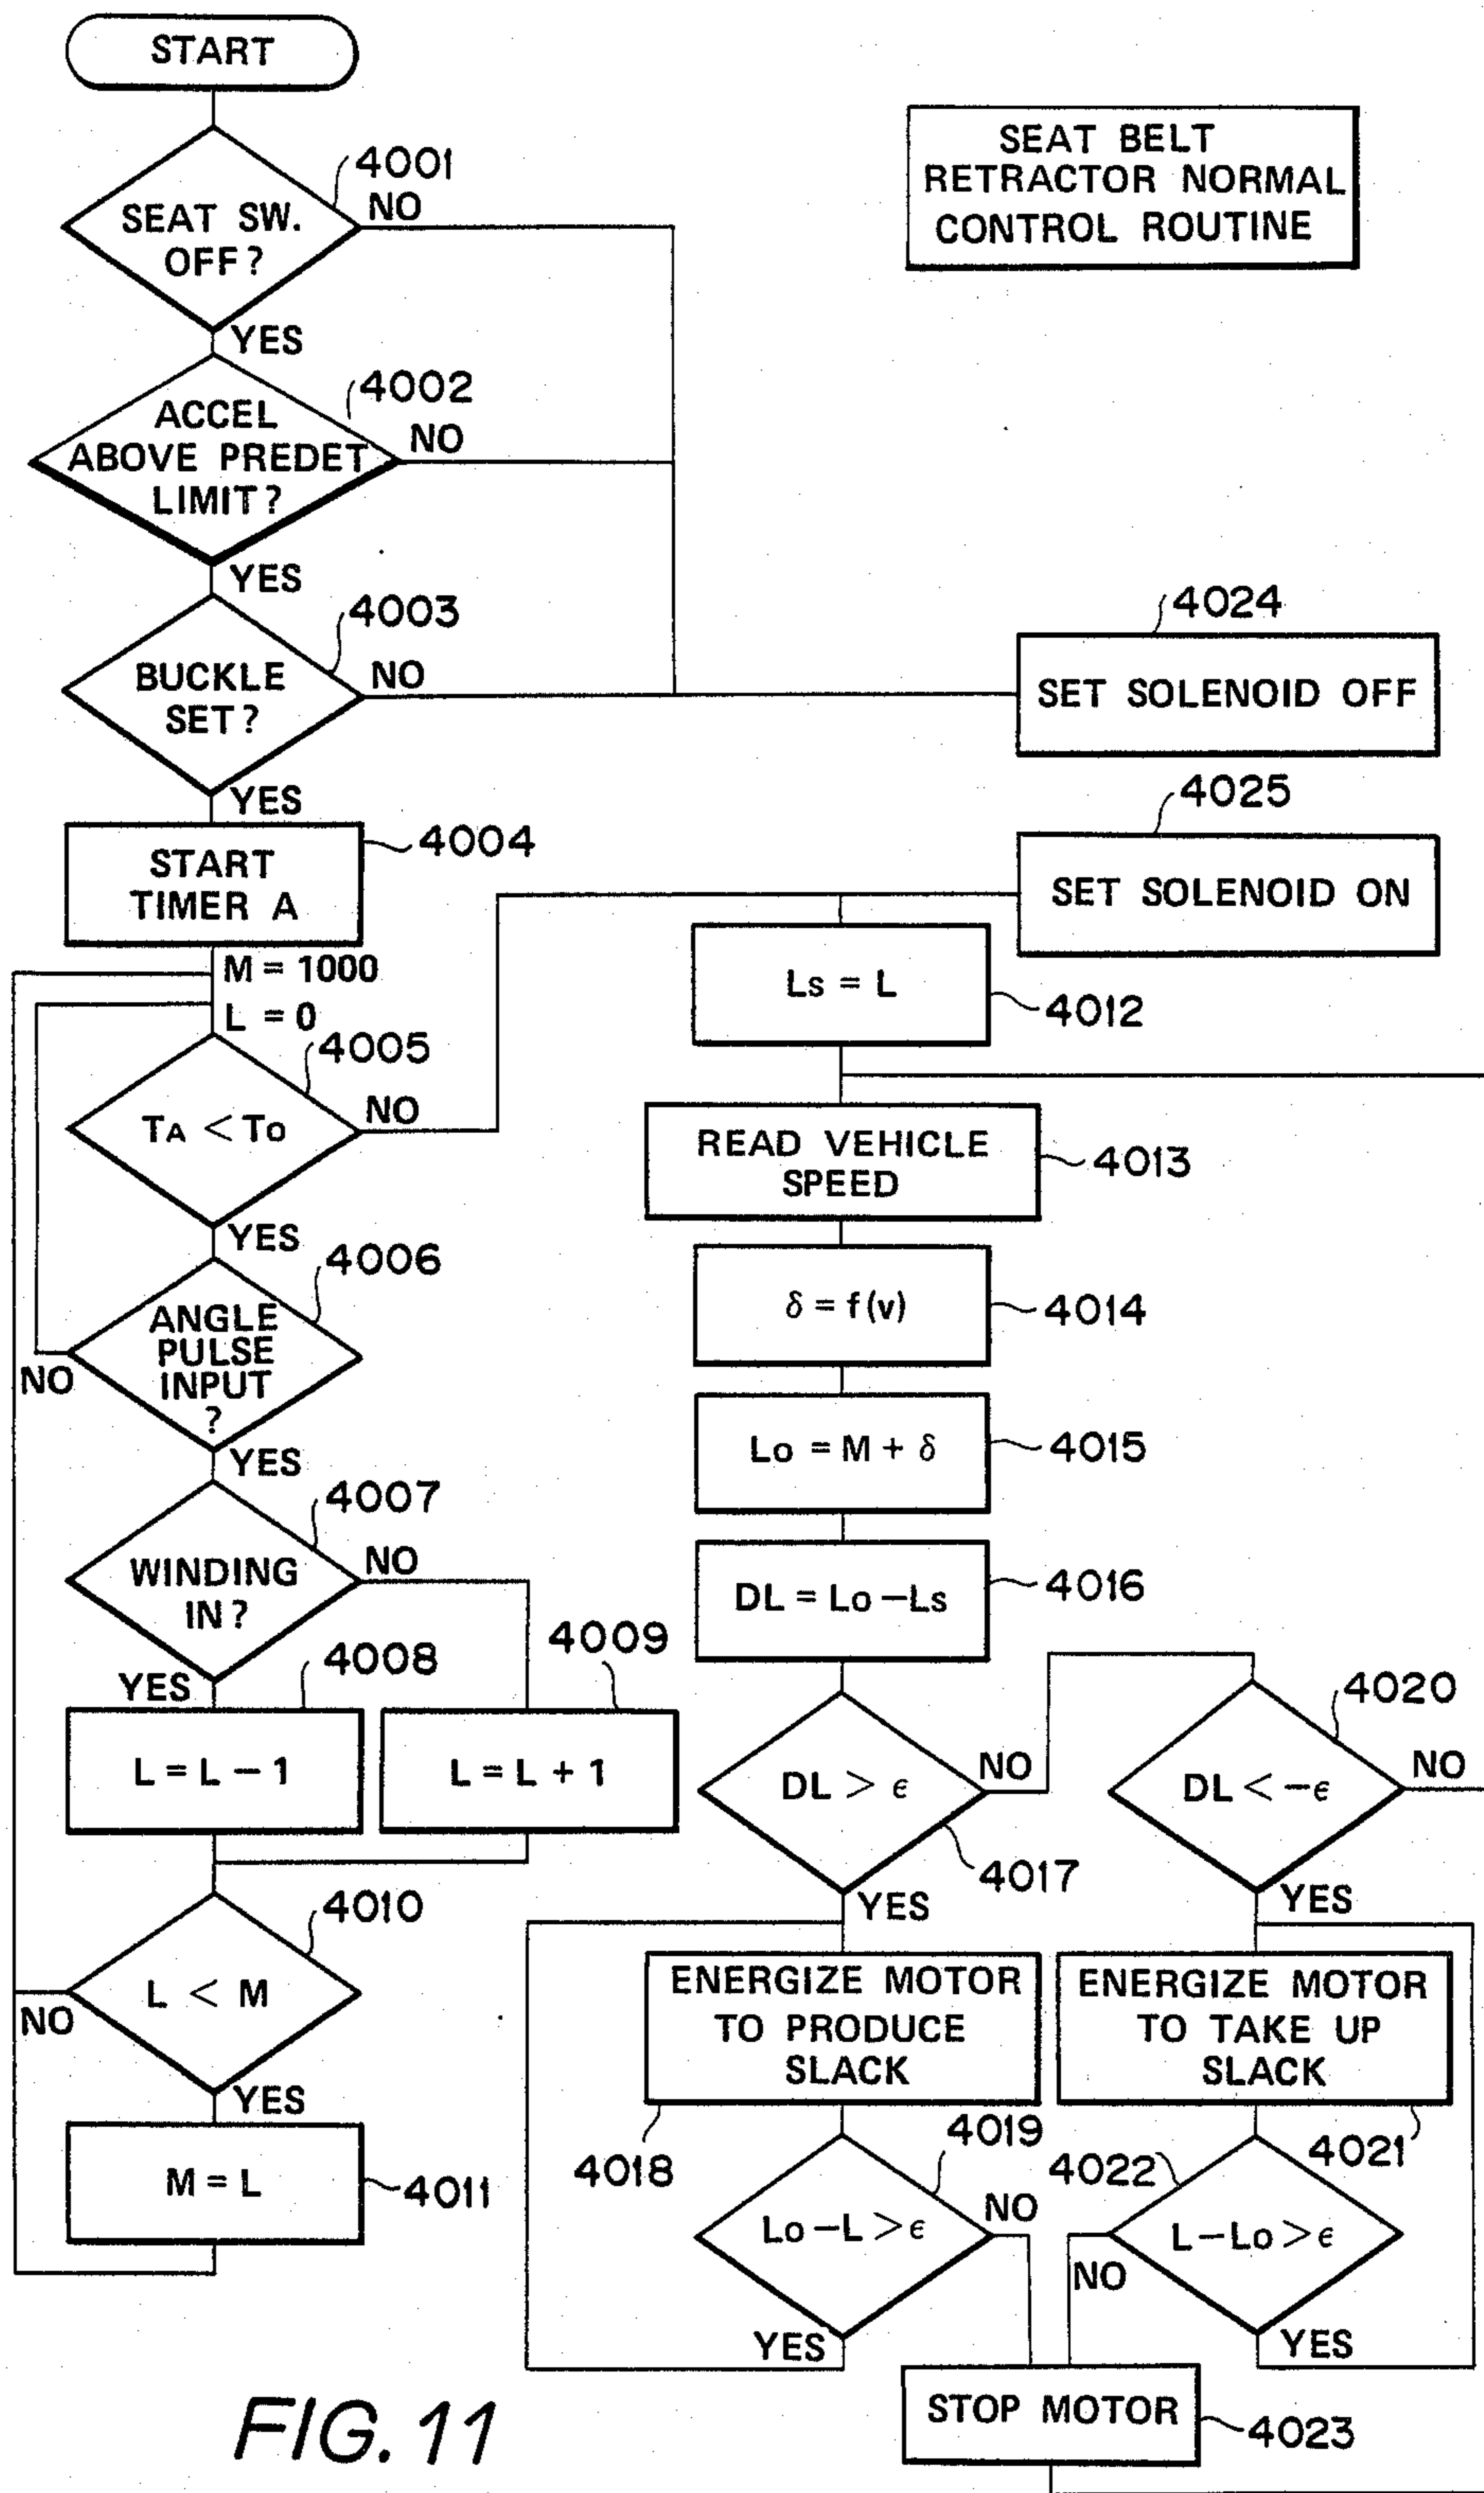 START
SEAT BELT
RETRACTOR NORMAL
CONTROL ROUTINE
4001
SEAT SW.
OFF?
NO
YES
4002
ACCEL
ABOVE PREDET
LIMIT?
NO
YES
4003
BUCKLE
SET?
NO
YES
4024
SET SOLENOID OFF
4004
START
TIMER A
4025
SET SOLENOID ON
M = 1000
L = 0
4005
TA < To
NO
YES
4006
ANGLE
PULSE
INPUT
?
NO
YES
4007
WINDING
IN?
NO
YES
4008
L = L - 1
4009
L = L + 1
4010
L < M
NO
YES
M = L
4011
Ls = L
4012
READ VEHICLE
SPEED
4013
δ = f(v)
4014
Lo = M + δ
4015
DL = Lo - Ls
4016
DL > ϵ
NO
4017
YES
4020
DL < -ϵ
NO
YES
ENERGIZE MOTOR
TO PRODUCE
SLACK
4018
ENERGIZE MOTOR
TO TAKE UP
SLACK
4021
4019
Lo - L > ϵ
NO
YES
4022
L - Lo > ϵ
NO
YES
STOP MOTOR
4023
FIG. 11